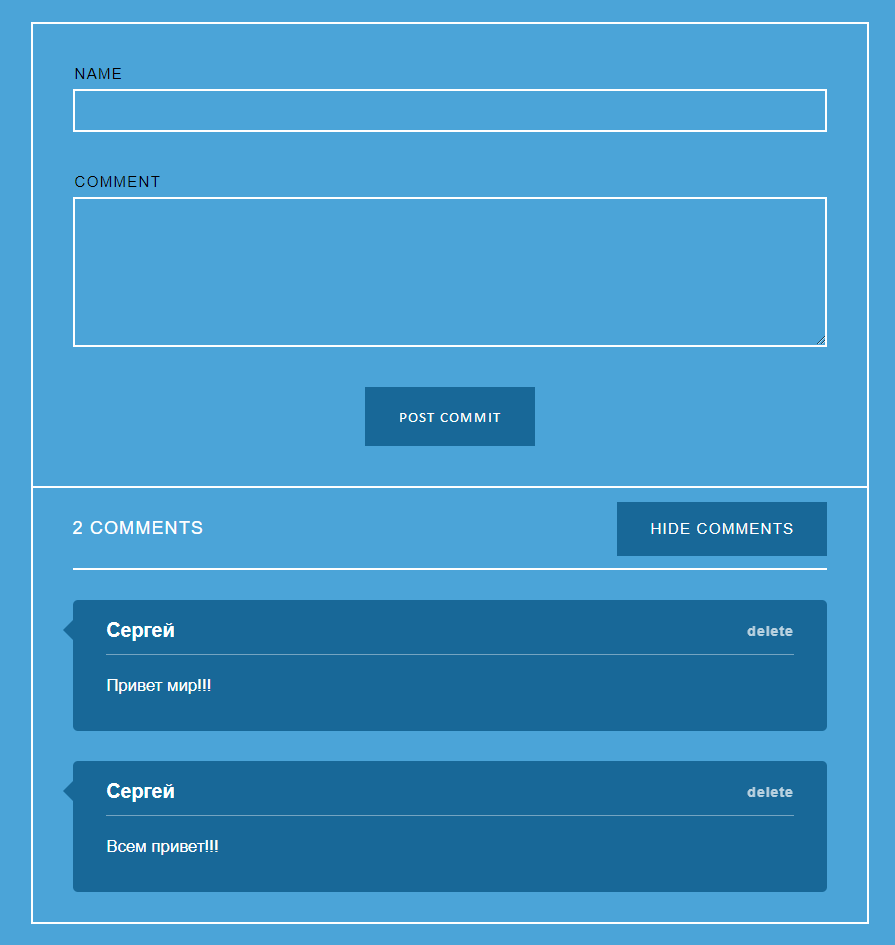 NAME
COMMENT
POST COMMIT
2 COMMENTS
HIDE COMMENTS
Сергей
delete
Привет мир!!!
Сергей
delete
Всем привет!!!